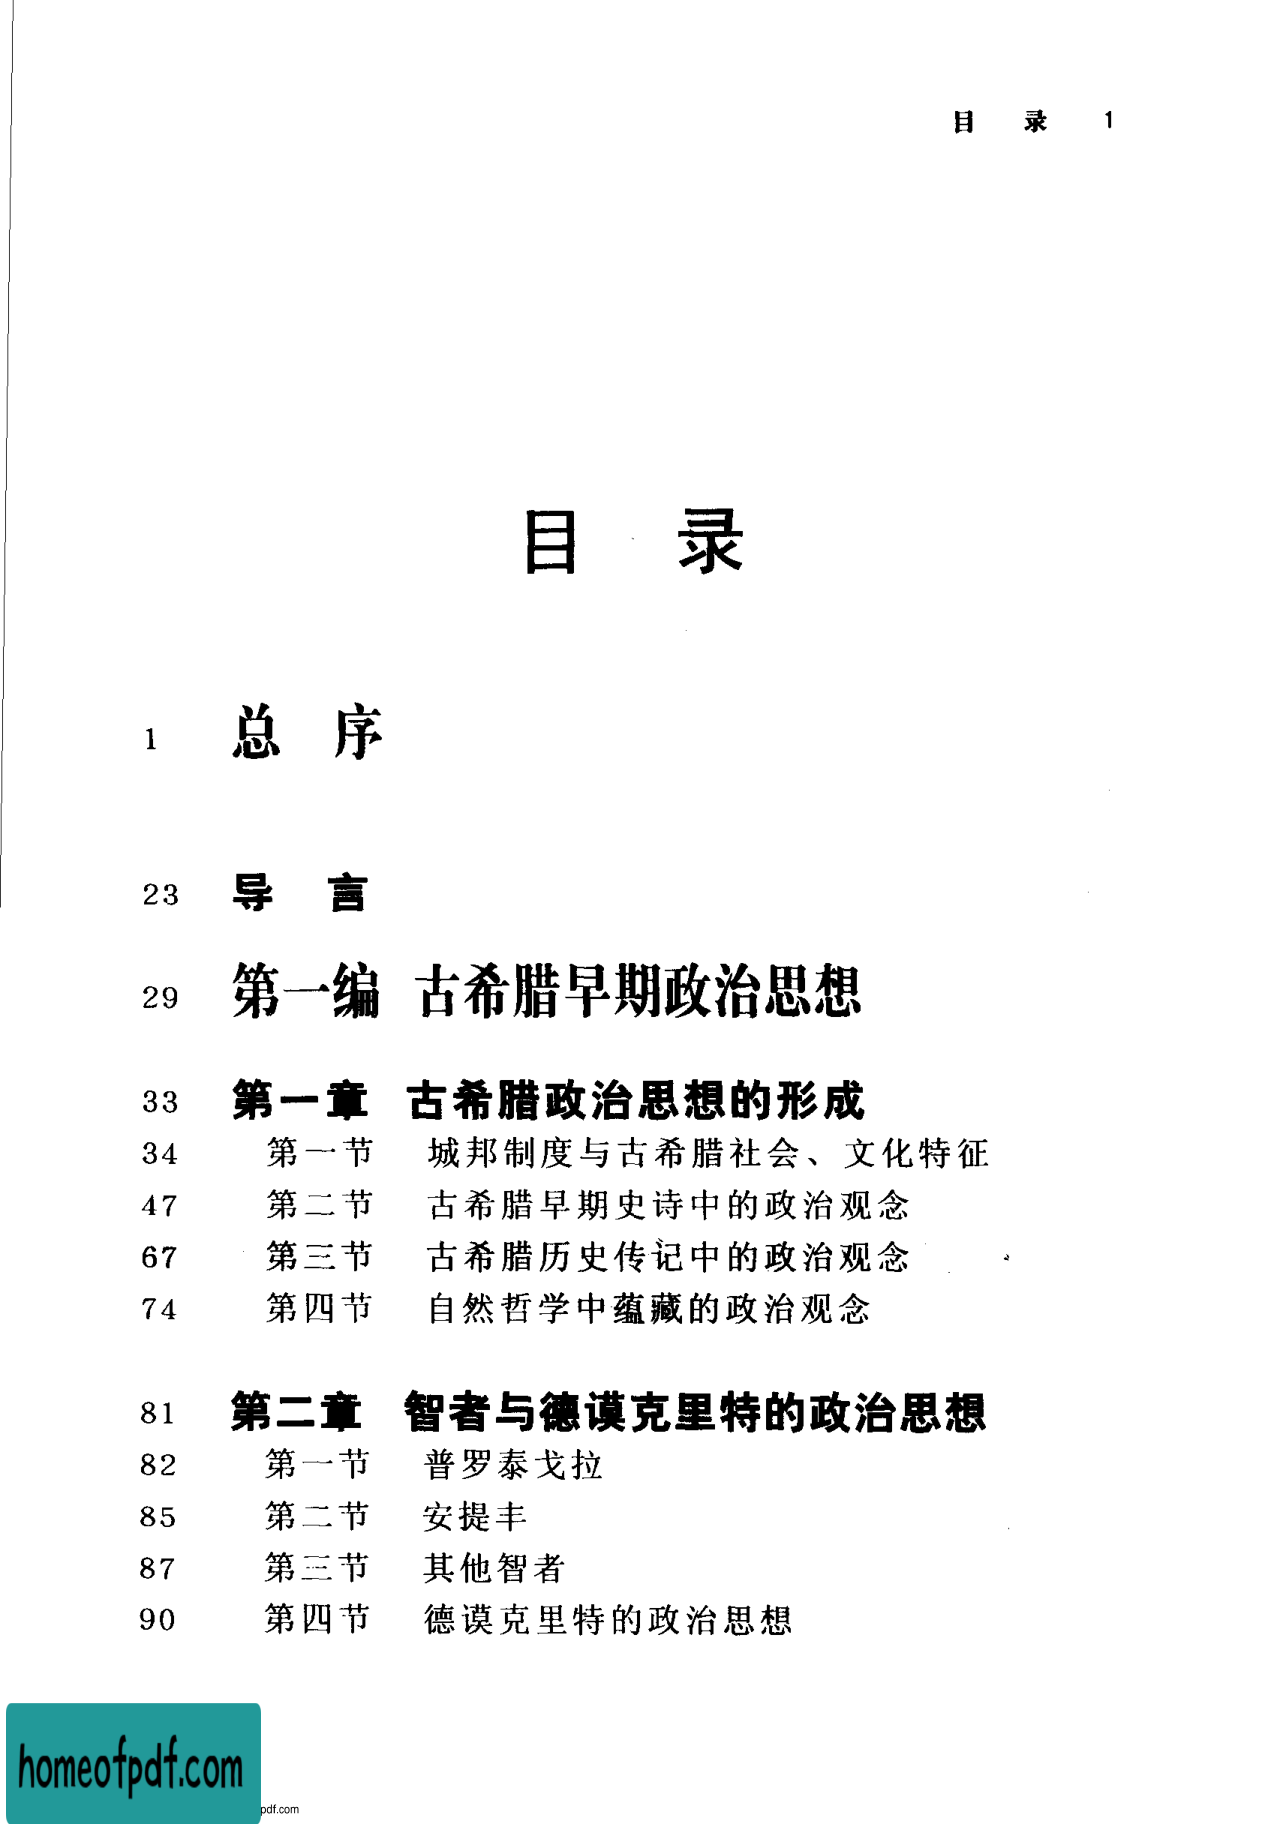 目 录 1
目 录
1 总 序
23 导 言
29 第一编 古希腊早期政治思想
33 第一章 古希腊政治思想的形成
34 第一节 城邦制度与古希腊社会、文化特征
47 第二节 古希腊早期史诗中的政治观念
67 第三节 古希腊历史传记中的政治观念
74 第四节 自然哲学中蕴藏的政治观念
81 第二章 智者与德谟克里特的政治思想
82 第一节 普罗泰戈拉
85 第二节 安提丰
87 第三节 其他智者
90 第四节 德谟克里特的政治思想
homeofpdf.com
pdf.com